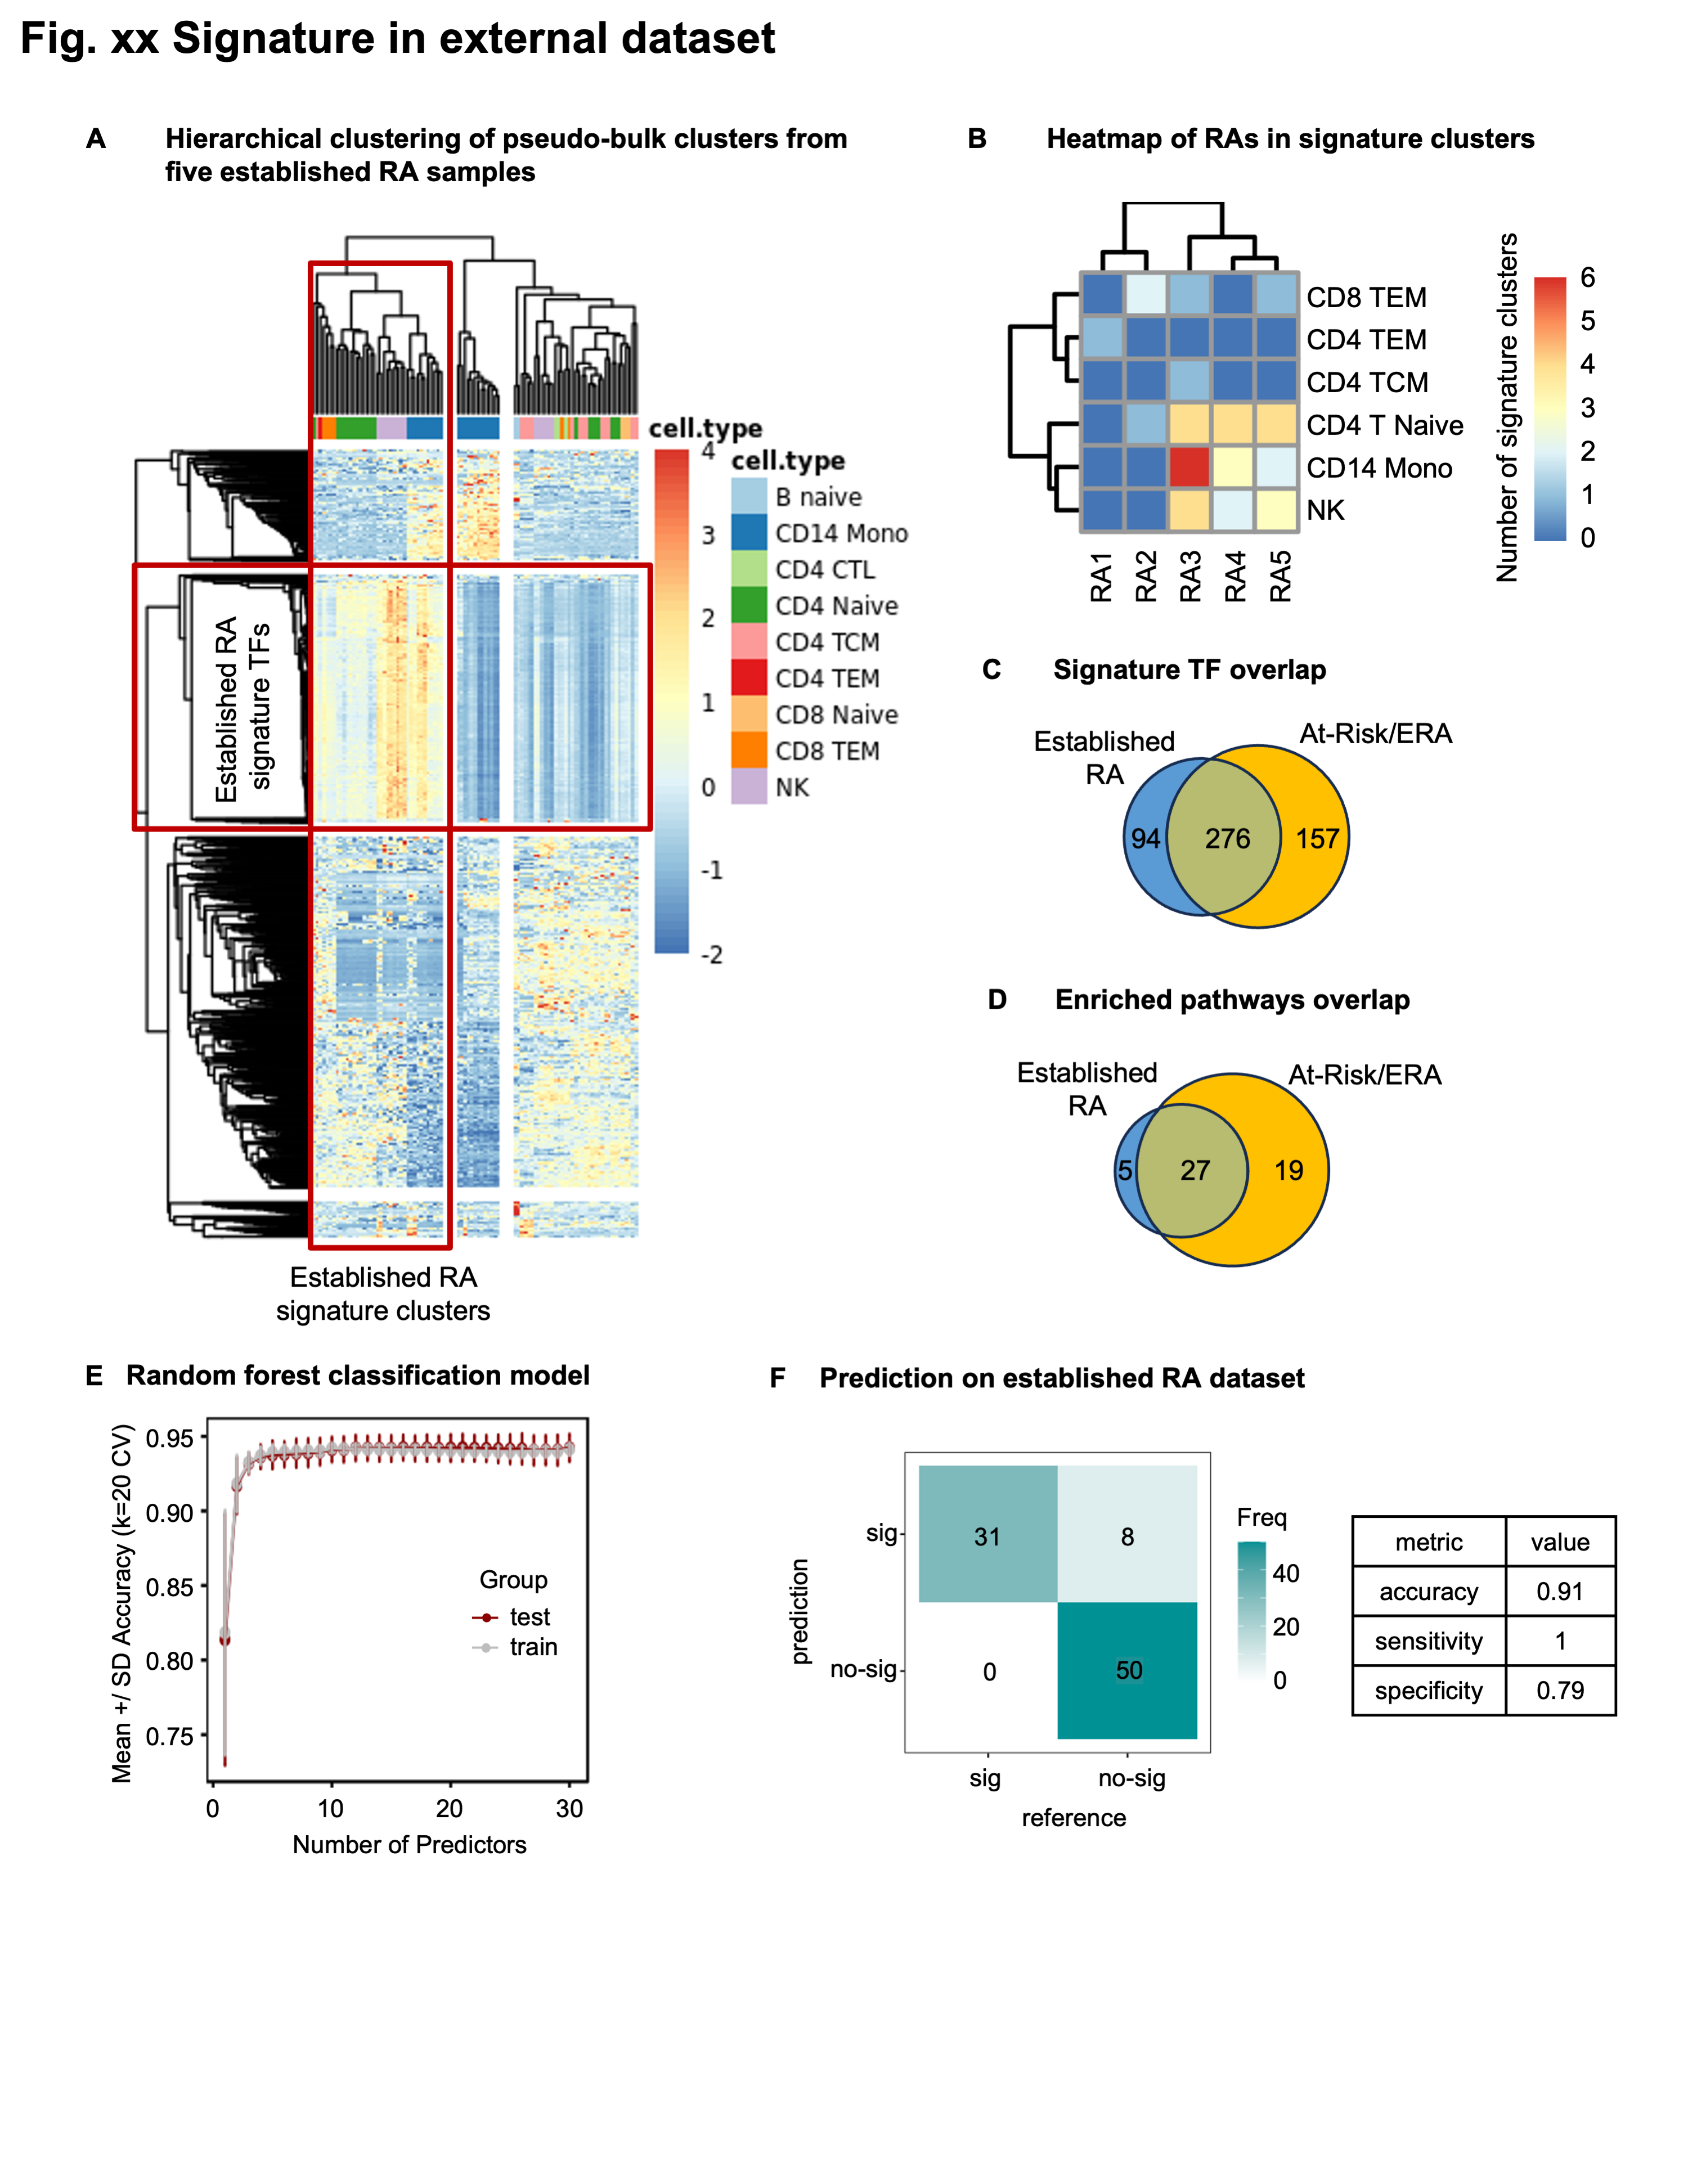 Fig. xx Signature in external dataset
A Hierarchical clustering of pseudo-bulk clusters from
five established RA samples
cell.type
4
3
2
1
0
-1
-2
cell.type
B naive
CD14 Mono
CD4 CTL
CD4 Naive
CD4 TCM
CD4 TEM
CD8 Naive
CD8 TEM
NK
Established RA
signature TFs
Established RA
signature clusters
B Heatmap of RAs in signature clusters
CD8 TEM
CD4 TEM
CD4 TCM
CD4 T Naive
CD14 Mono
NK
RA1 RA2 RA3 RA4 RA5
Number of signature clusters
6
5
4
3
2
1
0
C Signature TF overlap
Established
RA
At-Risk/ERA
94 276 157
D Enriched pathways overlap
Established
RA
At-Risk/ERA
5 27 19
E Random forest classification model
Mean +/ SD Accuracy (k=20 CV)
0.95
0.90
0.85
0.80
0.75
Group
test
train
0 10 20 30
Number of Predictors
F Prediction on established RA dataset
prediction
sig 31 8
no-sig 0 50
sig no-sig
reference
Freq
40
20
0
metric value
accuracy 0.91
sensitivity 1
specificity 0.79